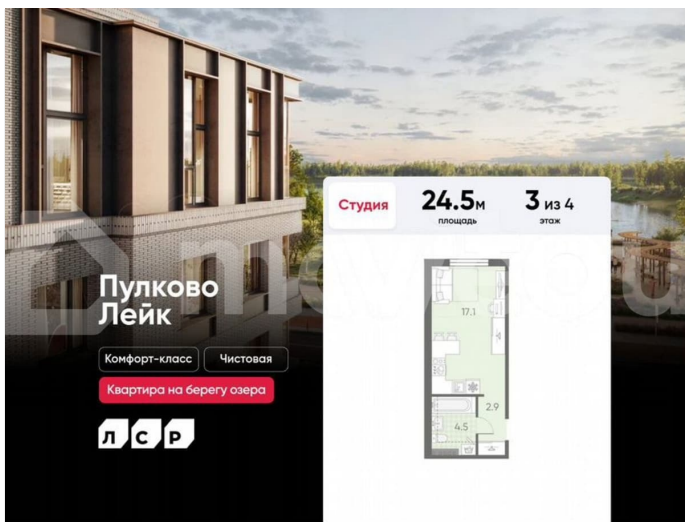 Студия
24.5м
площадь
3 из 4
этаж
Пулково
Лейк
Комфорт-класс
Чистовая
Квартира на берегу озера
ЛСР
17.1
2.9
4.5